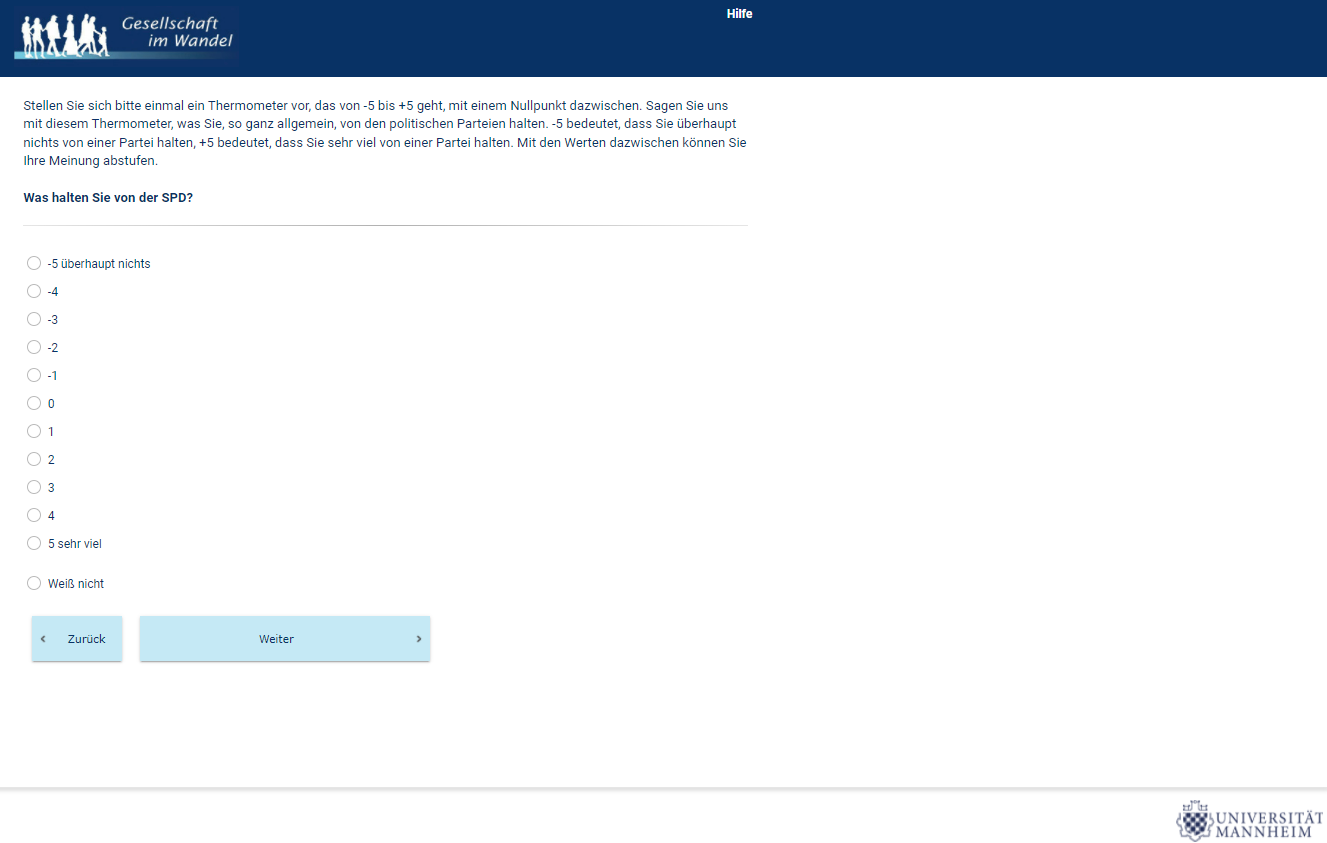 Gesellschaft
im Wandel
Hilfe
Stellen Sie sich bitte einmal ein Thermometer vor, das von -5 bis +5 geht, mit einem Nullpunkt dazwischen. Sagen Sie uns
mit diesem Thermometer, was Sie, so ganz allgemein, von den politischen Parteien halten. -5 bedeutet, dass Sie überhaupt
nichts von einer Partei halten, +5 bedeutet, dass Sie sehr viel von einer Partei halten. Mit den Werten dazwischen können Sie
Ihre Meinung abstufen.
Was halten Sie von der SPD?
-5 überhaupt nichts
-4
-3
-2
-1
0
1
2
3
4
5 sehr viel
Weiß nicht
‹ Zurück
Weiter ›
UNIVERSITÄT
MANNHEIM